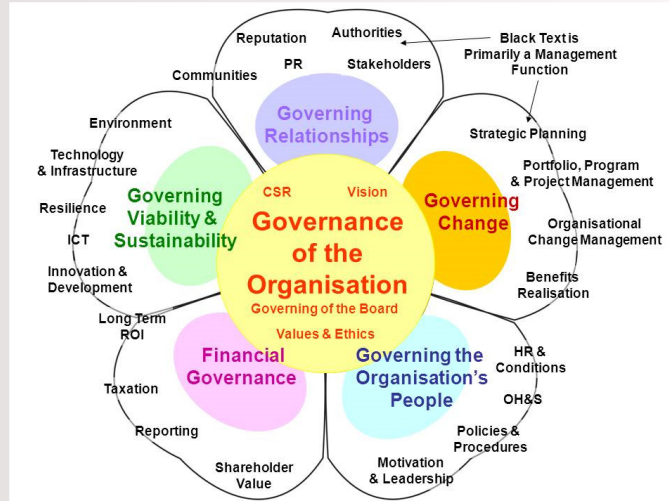 Reputation
Authorities
PR
Stakeholders
Communities
Black Text is
Primarily a Management
Function
Governing
Relationships
Environment
Technology
& Infrastructure
Resilience
ICT
Innovation &
Development
Governing
Viability &
Sustainability
Strategic Planning
Portfolio, Program
& Project Management
Organisational
Change Management
Benefits
Realisation
Governing
Change
CSR
Vision
Governance
of the
Organisation
Governing of the Board
Values & Ethics
Long Term
ROI
Taxation
Reporting
Shareholder
Value
Financial
Governance
Governing the
Organisation's
People
HR &
Conditions
OH&S
Policies &
Procedures
Motivation
& Leadership